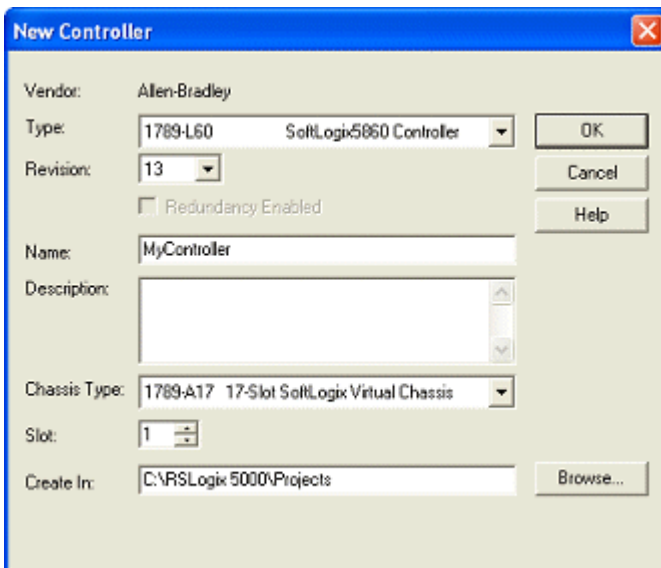 New Controller
Vendor: Allen-Bradley
Type: 1789-L60 SoftLogix5860 Controller OK
Revision: 13 Cancel
Redundancy Enabled Help
Name: MyController
Description:
Chassis Type: 1789-A17 17-Slot SoftLogix Virtual Chassis
Slot: 1
Create In: C:\RSLogix 5000\Projects Browse...